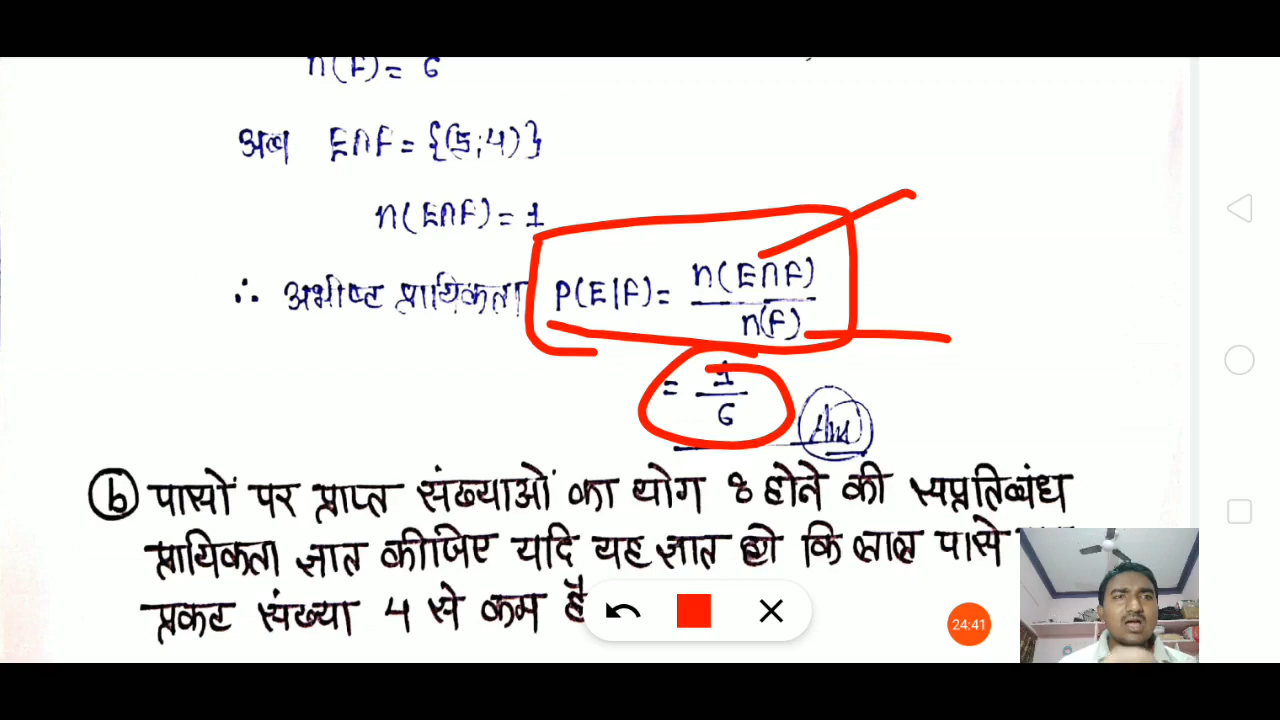 n(F) = 6
अब E∩F = {(5,4)}
n(E∩F) = 1
∴ अभीष्ट प्रायिकता P(E|F) = n(E∩F)
n(F)
= 1
6
Ans
(b) पासों पर प्राप्त संख्याओं का योग 8 होने की सप्रतिबंध
प्रायिकता ज्ञात कीजिए यदि यह ज्ञात हो कि लाल पासे
प्रकट संख्या 4 से कम है
24:41